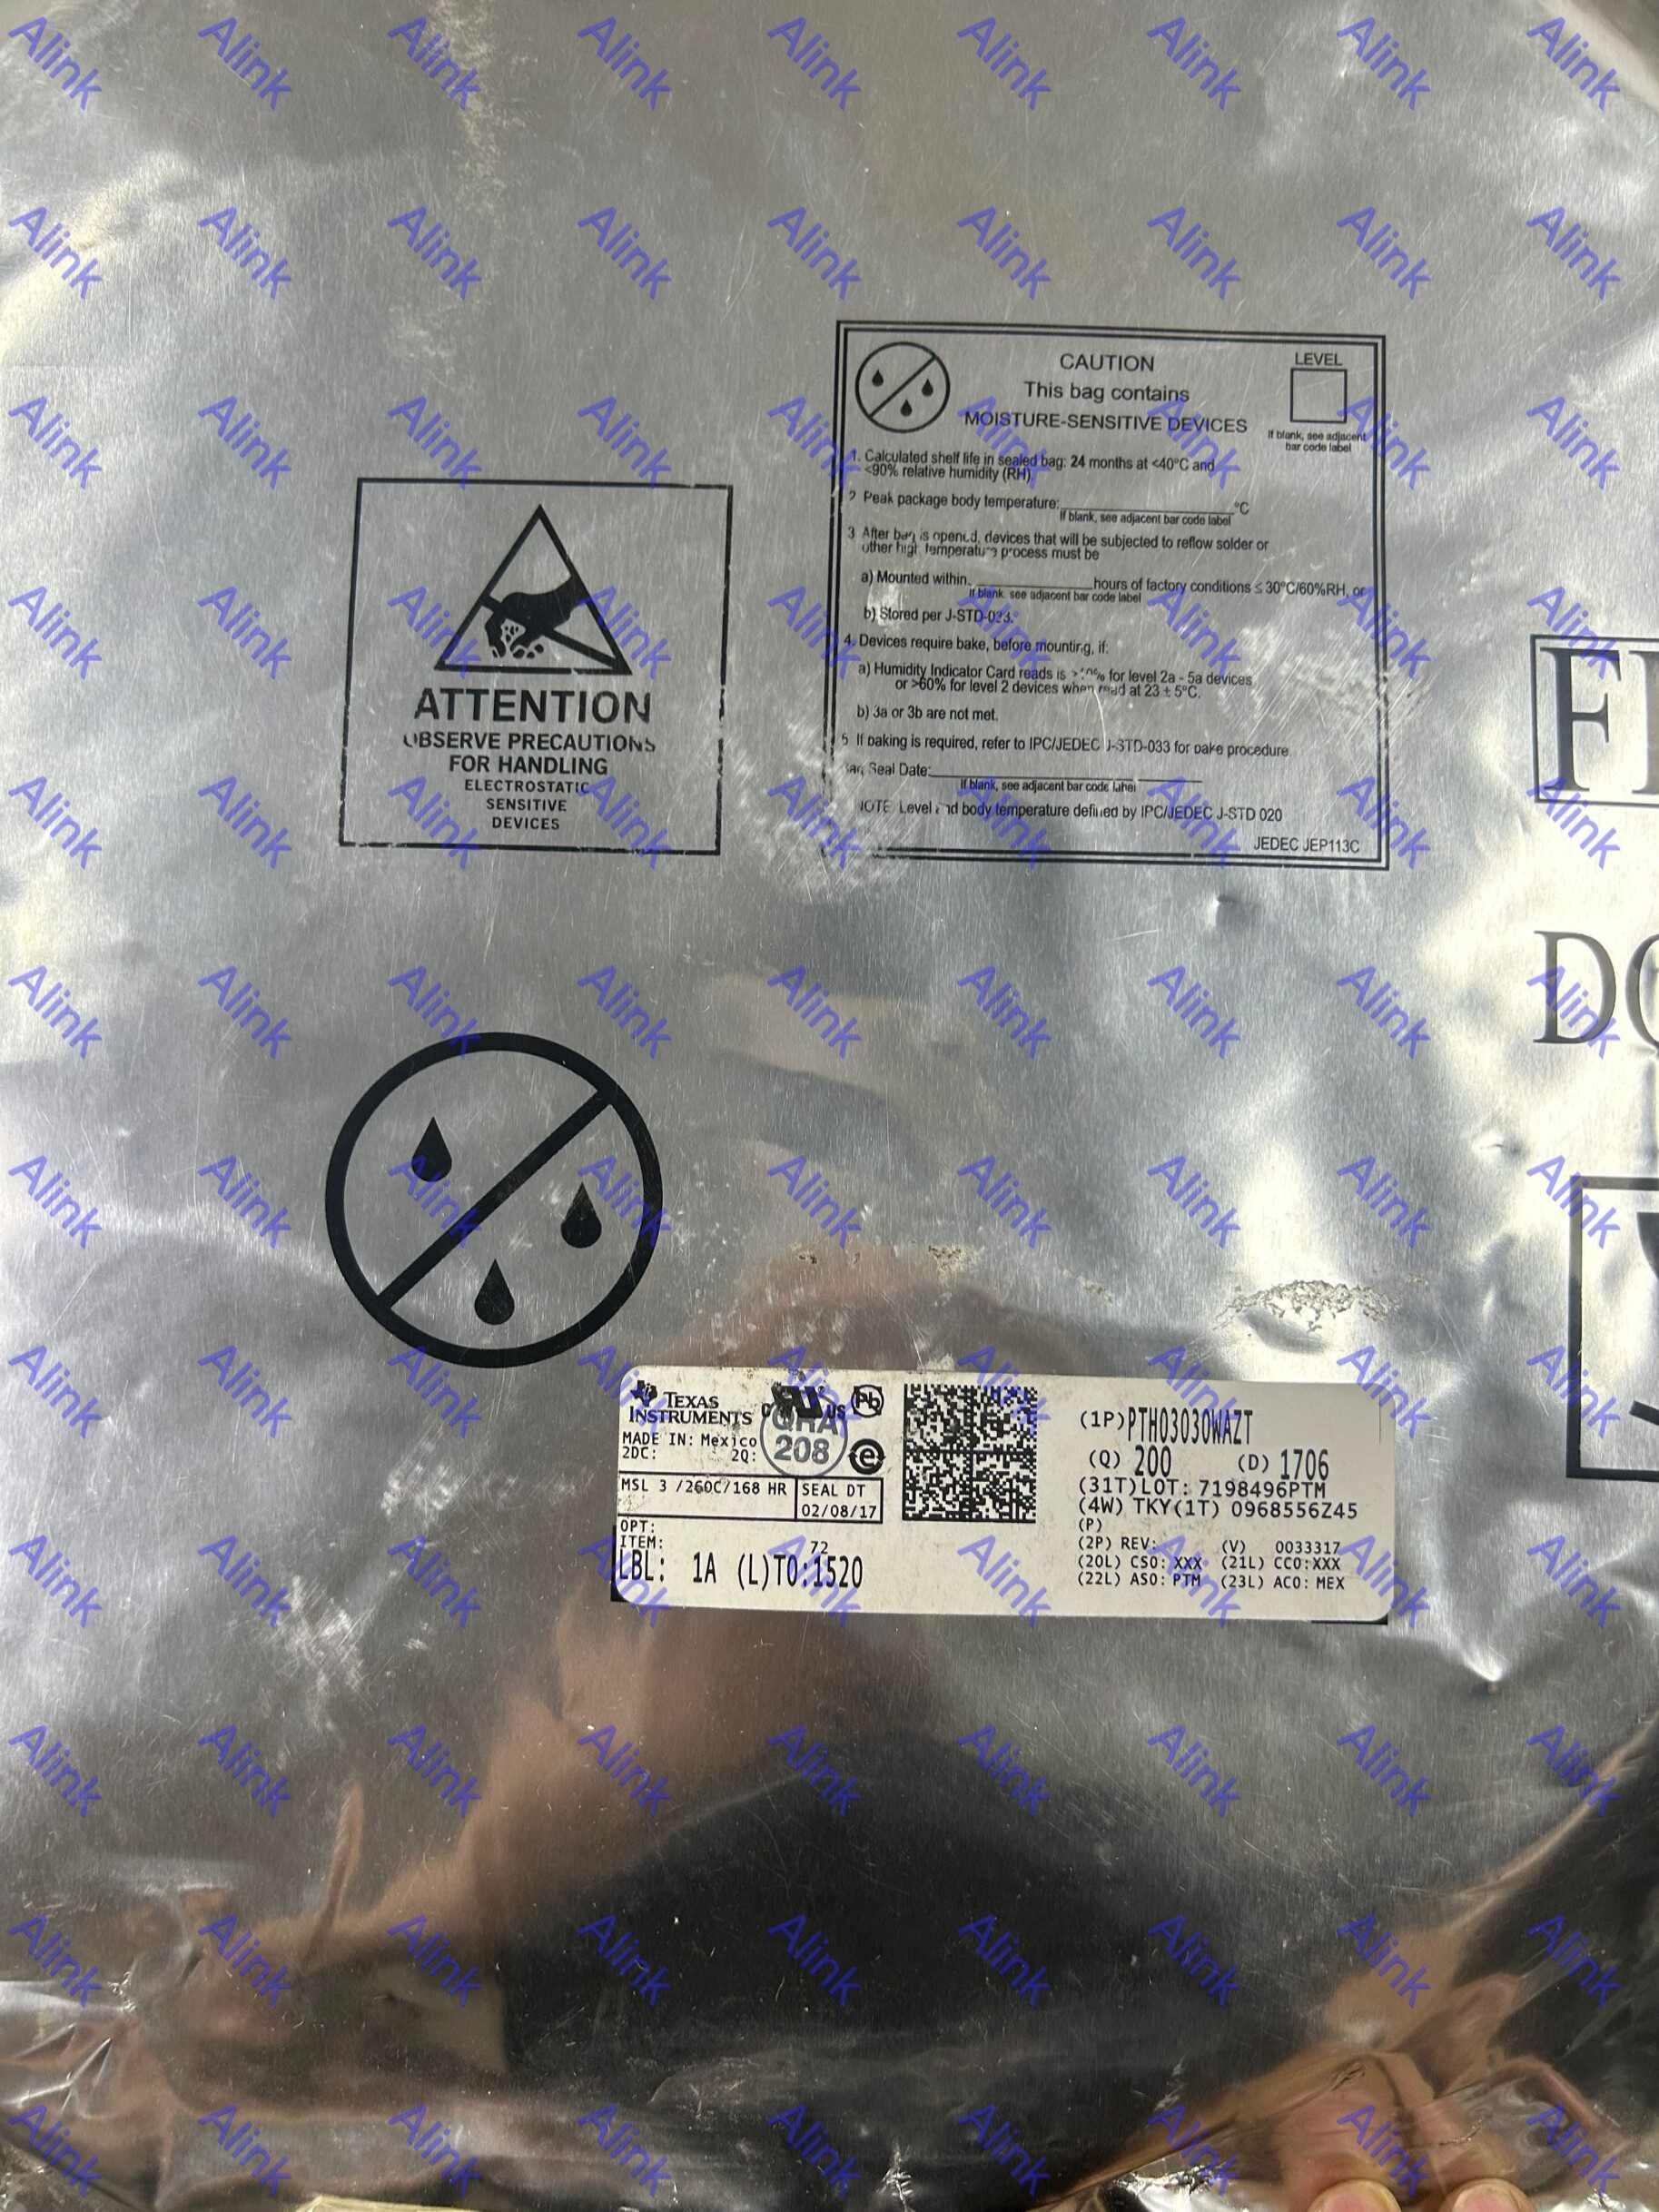 CAUTION
This bag contains
MOISTURE-SENSITIVE DEVICES
LEVEL
If blank, see adjacent
bar code label
1. Calculated shelf life in sealed bag: 24 months at <40°C and
<90% relative humidity (RH)
2 Peak package body temperature: °C
If blank, see adjacent bar code label
3 After bag is opened, devices that will be subjected to reflow solder or
other high temperature process must be
a) Mounted within hours of factory conditions ≤ 30°C/60%RH, or
If blank, see adjacent bar code label
b) Stored per J-STD-033.
4. Devices require bake, before mounting, if:
a) Humidity Indicator Card reads is for level 2a - 5a devices
or >60% for level 2 devices when read at 23 ± 5°C.
b) 3a or 3b are not met.
5 If baking is required, refer to IPC/JEDEC J-STD-033 for bake procedure
Bag Seal Date:
If blank, see adjacent bar code label
NOTE Level and body temperature defined by IPC/JEDEC J-STD 020
JEDEC JEP113C
ATTENTION
OBSERVE PRECAUTIONS
FOR HANDLING
ELECTROSTATIC
SENSITIVE
DEVICES
TEXAS
INSTRUMENTS
MADE IN: Mexico
2DC: 2Q:
c US
Pb
QHA
208
e
MSL 3 /260C/168 HR
SEAL DT
02/08/17
OPT:
ITEM: 72
LBL: 1A (L)TO:1520
(1P)PTH03030WAZT
(Q) 200 (D) 1706
(31T)LOT: 7198496PTM
(4W) TKY(1T) 0968556Z45
(P)
(2P) REV: (V) 0033317
(20L) CSO: XXX (21L) CCO:XXX
(22L) ASO: PTM (23L) ACO: MEX
Alink